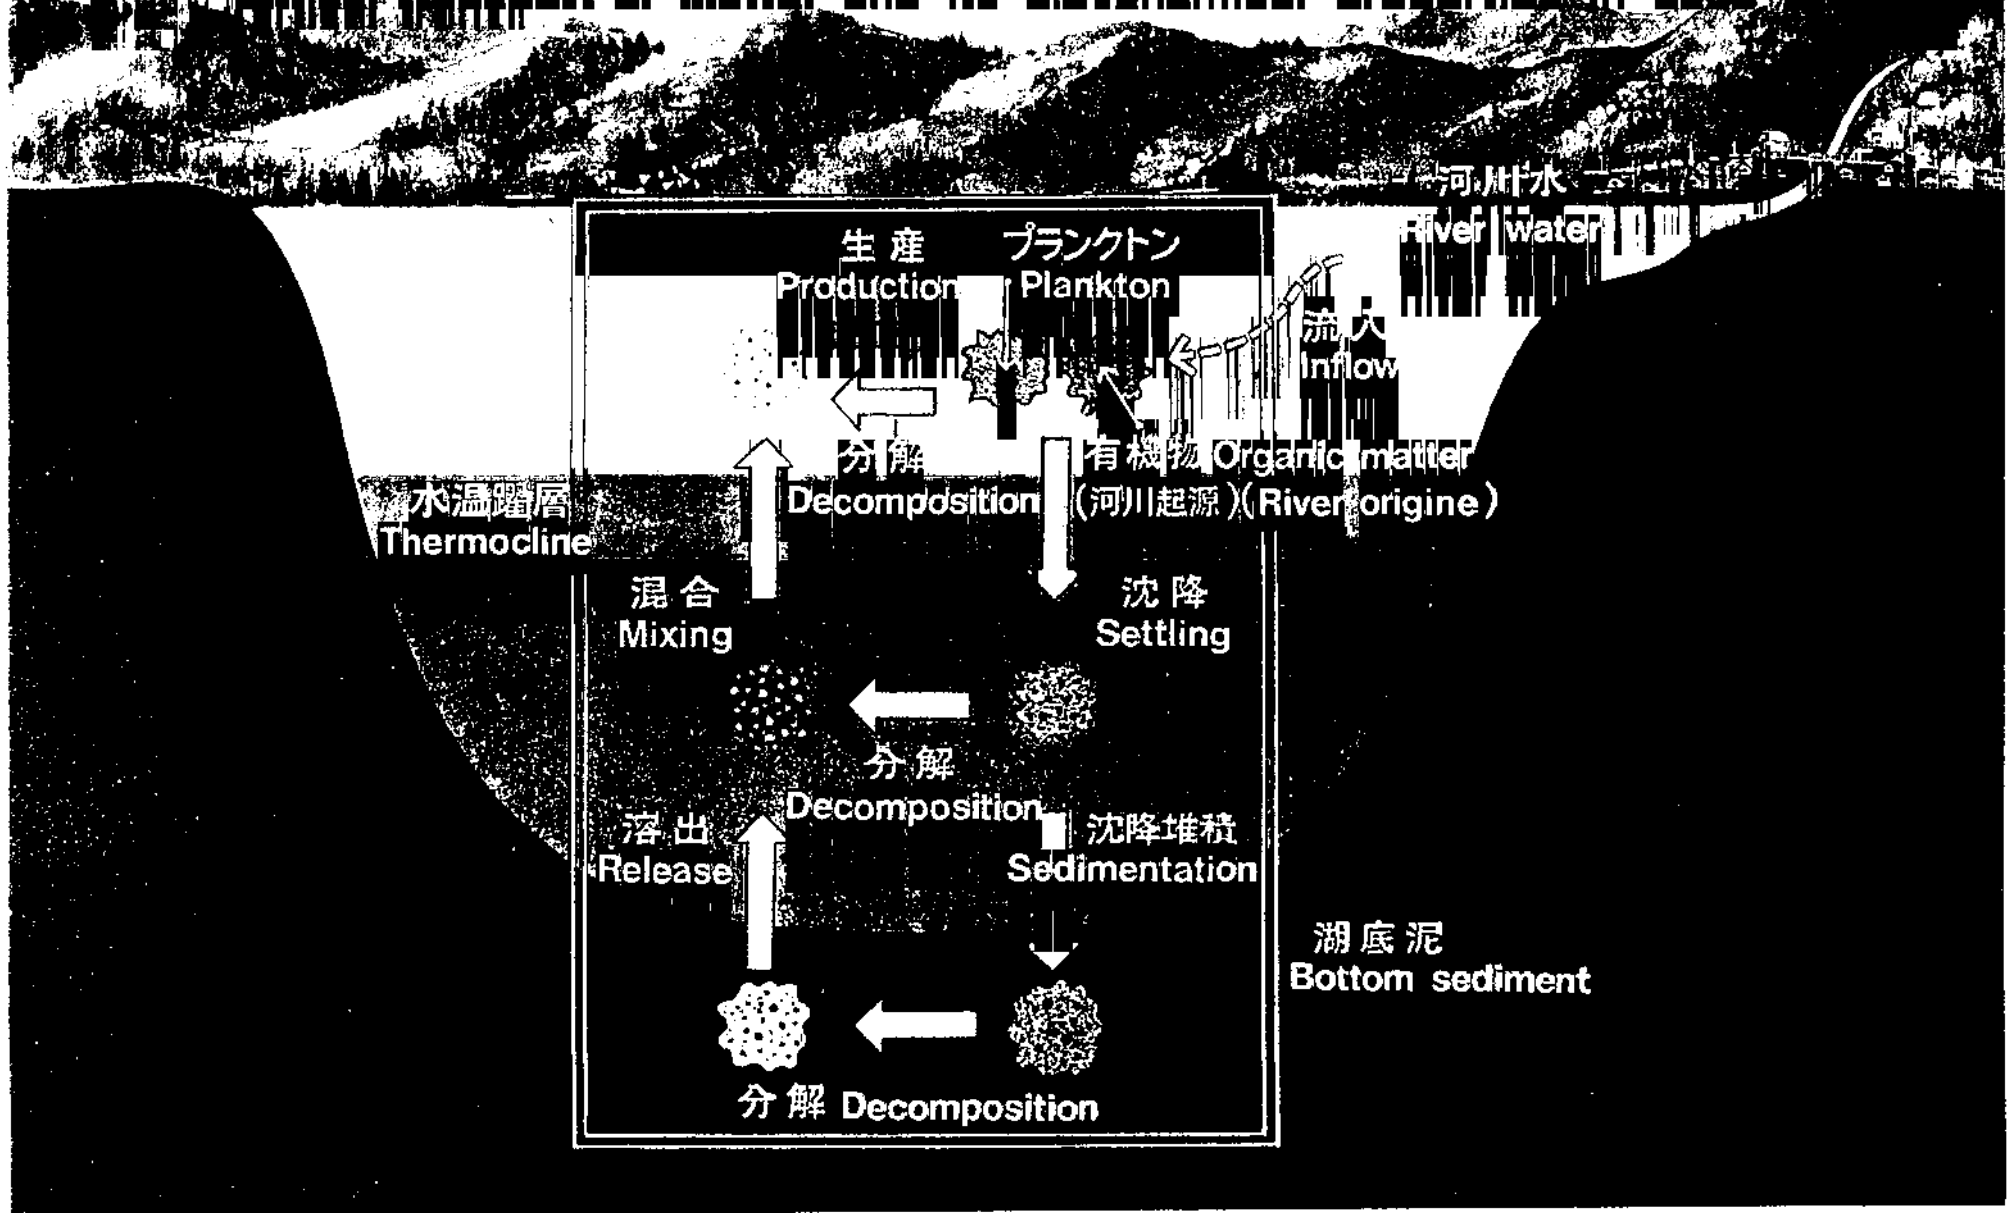 河川水
River water
生産
Production
プランクトン
Plankton
流入
Inflow
分解
Decomposition
有機物 Organic matter
(河川起源)(River origine)
水温躍層
Thermocline
混合
Mixing
沈降
Settling
分解
Decomposition
溶出
Release
沈降堆積
Sedimentation
湖底泥
Bottom sediment
分解 Decomposition